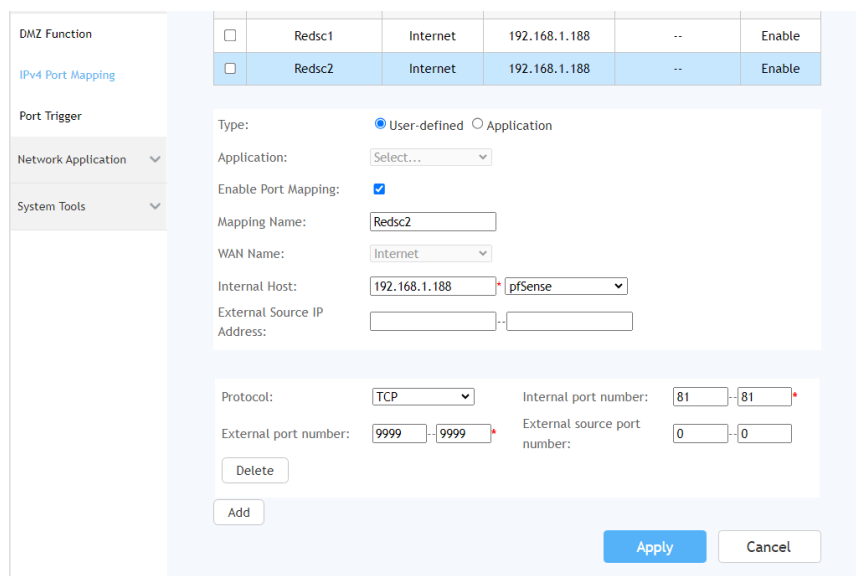 DMZ Function
IPv4 Port Mapping
Port Trigger
Network Application
System Tools
Redsc1 Internet 192.168.1.188 -- Enable
Redsc2 Internet 192.168.1.188 -- Enable
Type: User-defined Application
Application: Select...
Enable Port Mapping:
Mapping Name: Redsc2
WAN Name: Internet
Internal Host: 192.168.1.188 * pfSense
External Source IP
Address: --
Protocol: TCP Internal port number: 81 -- 81 *
External port number: 9999 -- 9999 * External source port
number: 0 -- 0
Delete
Add
Apply Cancel